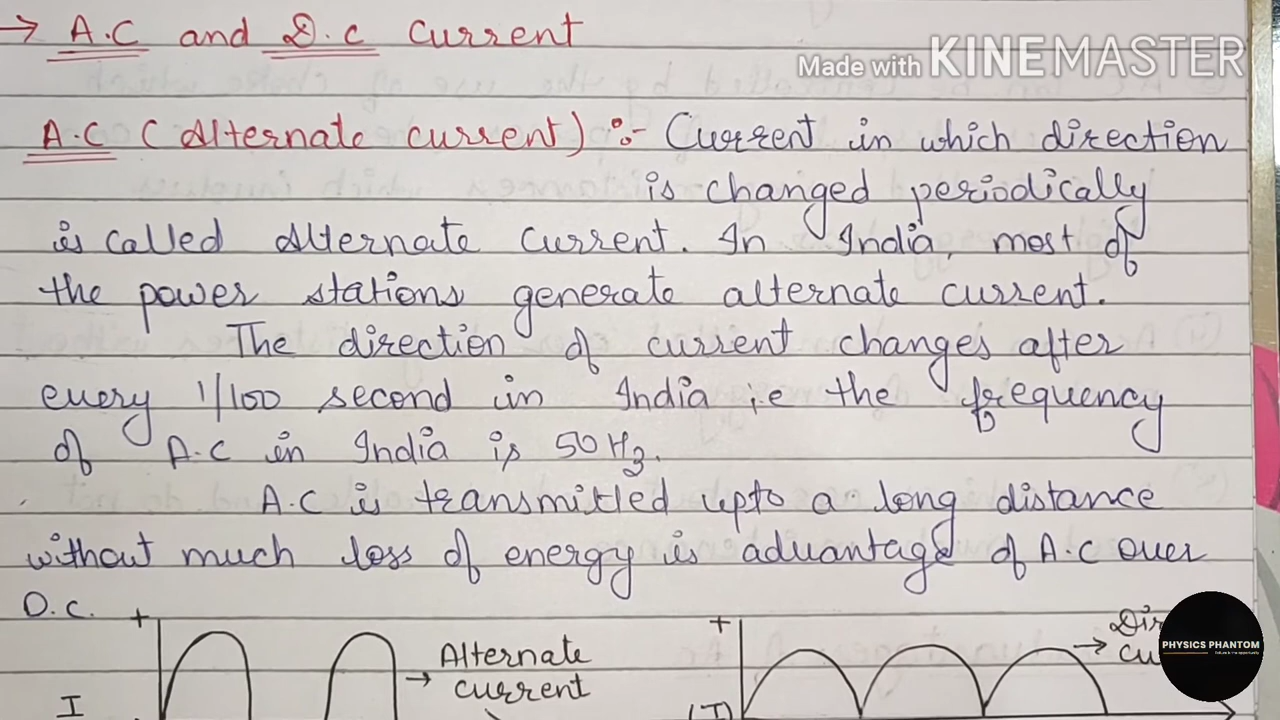 → A.C and D.C Current
Made with KINEMASTER
A.C (Alternate current) :- Current in which direction
is changed periodically
is called Alternate current. In India, most of
the power stations generate alternate current.
The direction of current changes after
every 1/100 second in India i.e the frequency
of A.C in India is 50 Hz.
A.C is transmitted upto a long distance
without much loss of energy is advantage of A.C over
D.C.
+
→ Alternate
current
I
+
→ Dir
cu
(I)
PHYSICS PHANTOM